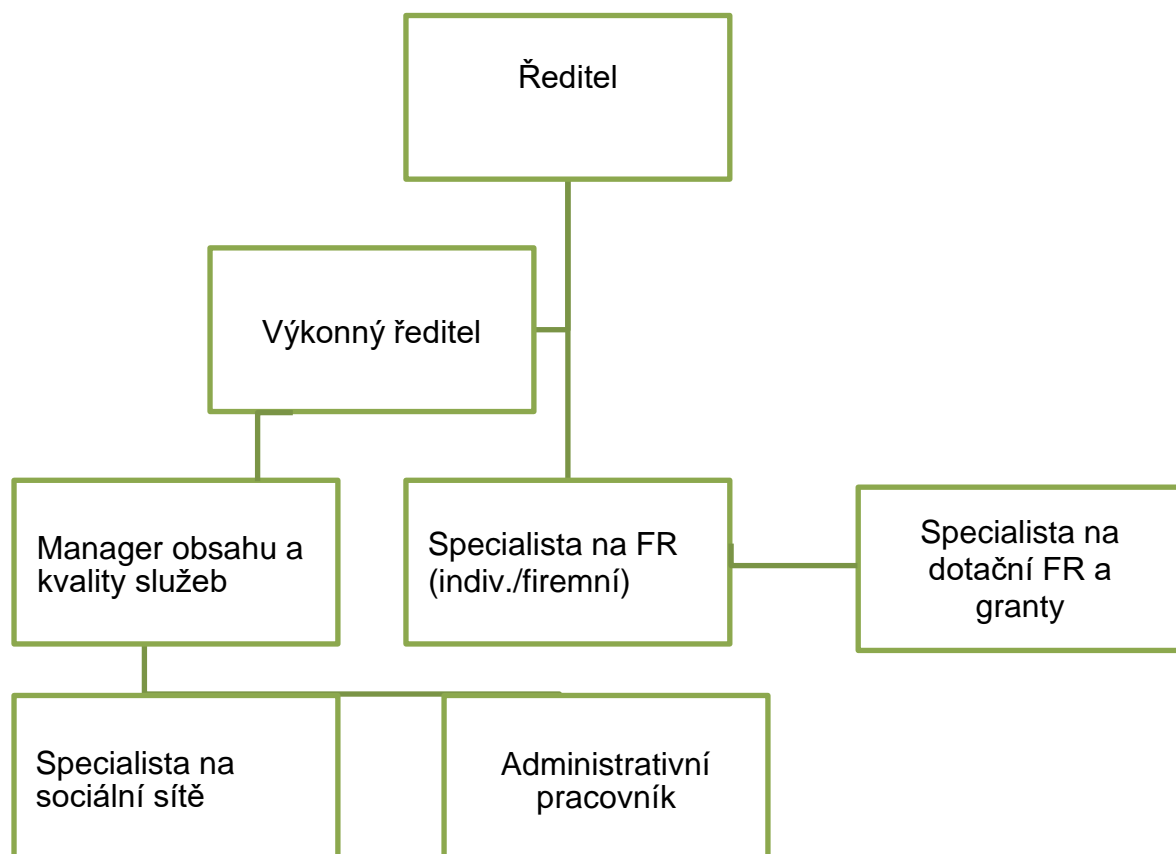 Ředitel
Výkonný ředitel
Manager obsahu a
kvality služeb
Specialista na FR
(indiv./firemní)
Specialista na
dotační FR a
granty
Specialista na
sociální sítě
Administrativní
pracovník